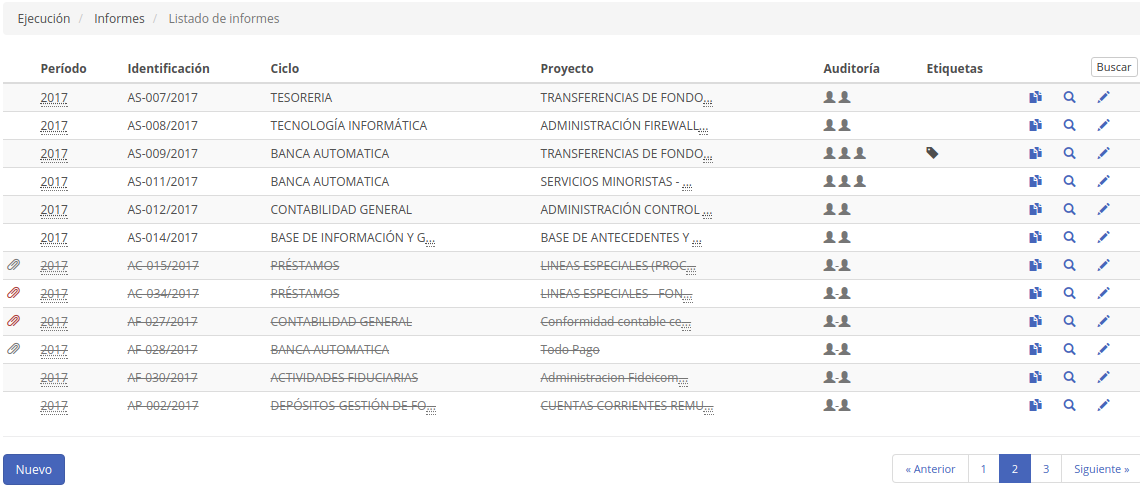 Ejecución / Informes / Listado de informes
Período Identificación Ciclo Proyecto Auditoría Etiquetas Buscar
2017 AS-007/2017 TESORERIA TRANSFERENCIAS DE FONDO...
2017 AS-008/2017 TECNOLOGÍA INFORMÁTICA ADMINISTRACIÓN FIREWALL...
2017 AS-009/2017 BANCA AUTOMATICA TRANSFERENCIAS DE FONDO...
2017 AS-011/2017 BANCA AUTOMATICA SERVICIOS MINORISTAS - ...
2017 AS-012/2017 CONTABILIDAD GENERAL ADMINISTRACIÓN CONTROL ...
2017 AS-014/2017 BASE DE INFORMACIÓN Y G... BASE DE ANTECEDENTES Y ...
2017 AC-015/2017 PRÉSTAMOS LINEAS ESPECIALES (PROC...
2017 AC-034/2017 PRÉSTAMOS LINEAS ESPECIALES - FON...
2017 AF-027/2017 CONTABILIDAD GENERAL Conformidad contable ce...
2017 AF-028/2017 BANCA AUTOMATICA Todo Pago
2017 AF-030/2017 ACTIVIDADES FIDUCIARIAS Administracion Fideicom...
2017 AP-002/2017 DEPÓSITOS GESTIÓN DE FO... CUENTAS CORRIENTES REMU...
Nuevo « Anterior 1 2 3 Siguiente »